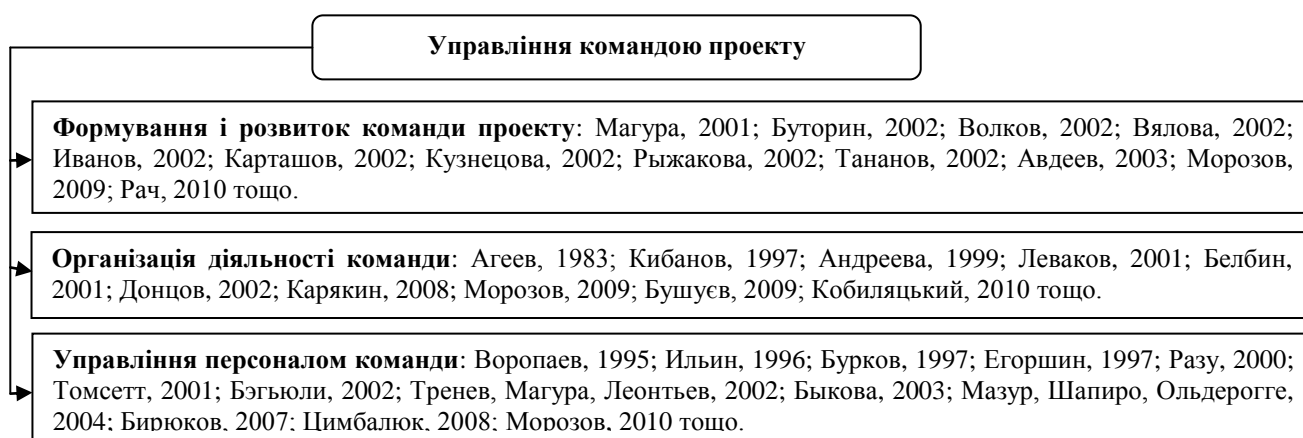 Управління командою проекту
Формування і розвиток команди проекту: Магура, 2001; Буторин, 2002; Волков, 2002; Вялова, 2002;
Иванов, 2002; Карташов, 2002; Кузнецова, 2002; Рыжакова, 2002; Тананов, 2002; Авдеев, 2003; Морозов,
2009; Рач, 2010 тощо.
Організація діяльності команди: Агеев, 1983; Кибанов, 1997; Андреева, 1999; Леваков, 2001; Белбин,
2001; Донцов, 2002; Карякин, 2008; Морозов, 2009; Бушуєв, 2009; Кобиляцький, 2010 тощо.
Управління персоналом команди: Воропаев, 1995; Ильин, 1996; Бурков, 1997; Егоршин, 1997; Разу, 2000;
Томсетт, 2001; Бэгьюли, 2002; Тренев, Магура, Леонтьев, 2002; Быкова, 2003; Мазур, Шапиро, Ольдерогге,
2004; Бирюков, 2007; Цимбалюк, 2008; Морозов, 2010 тощо.